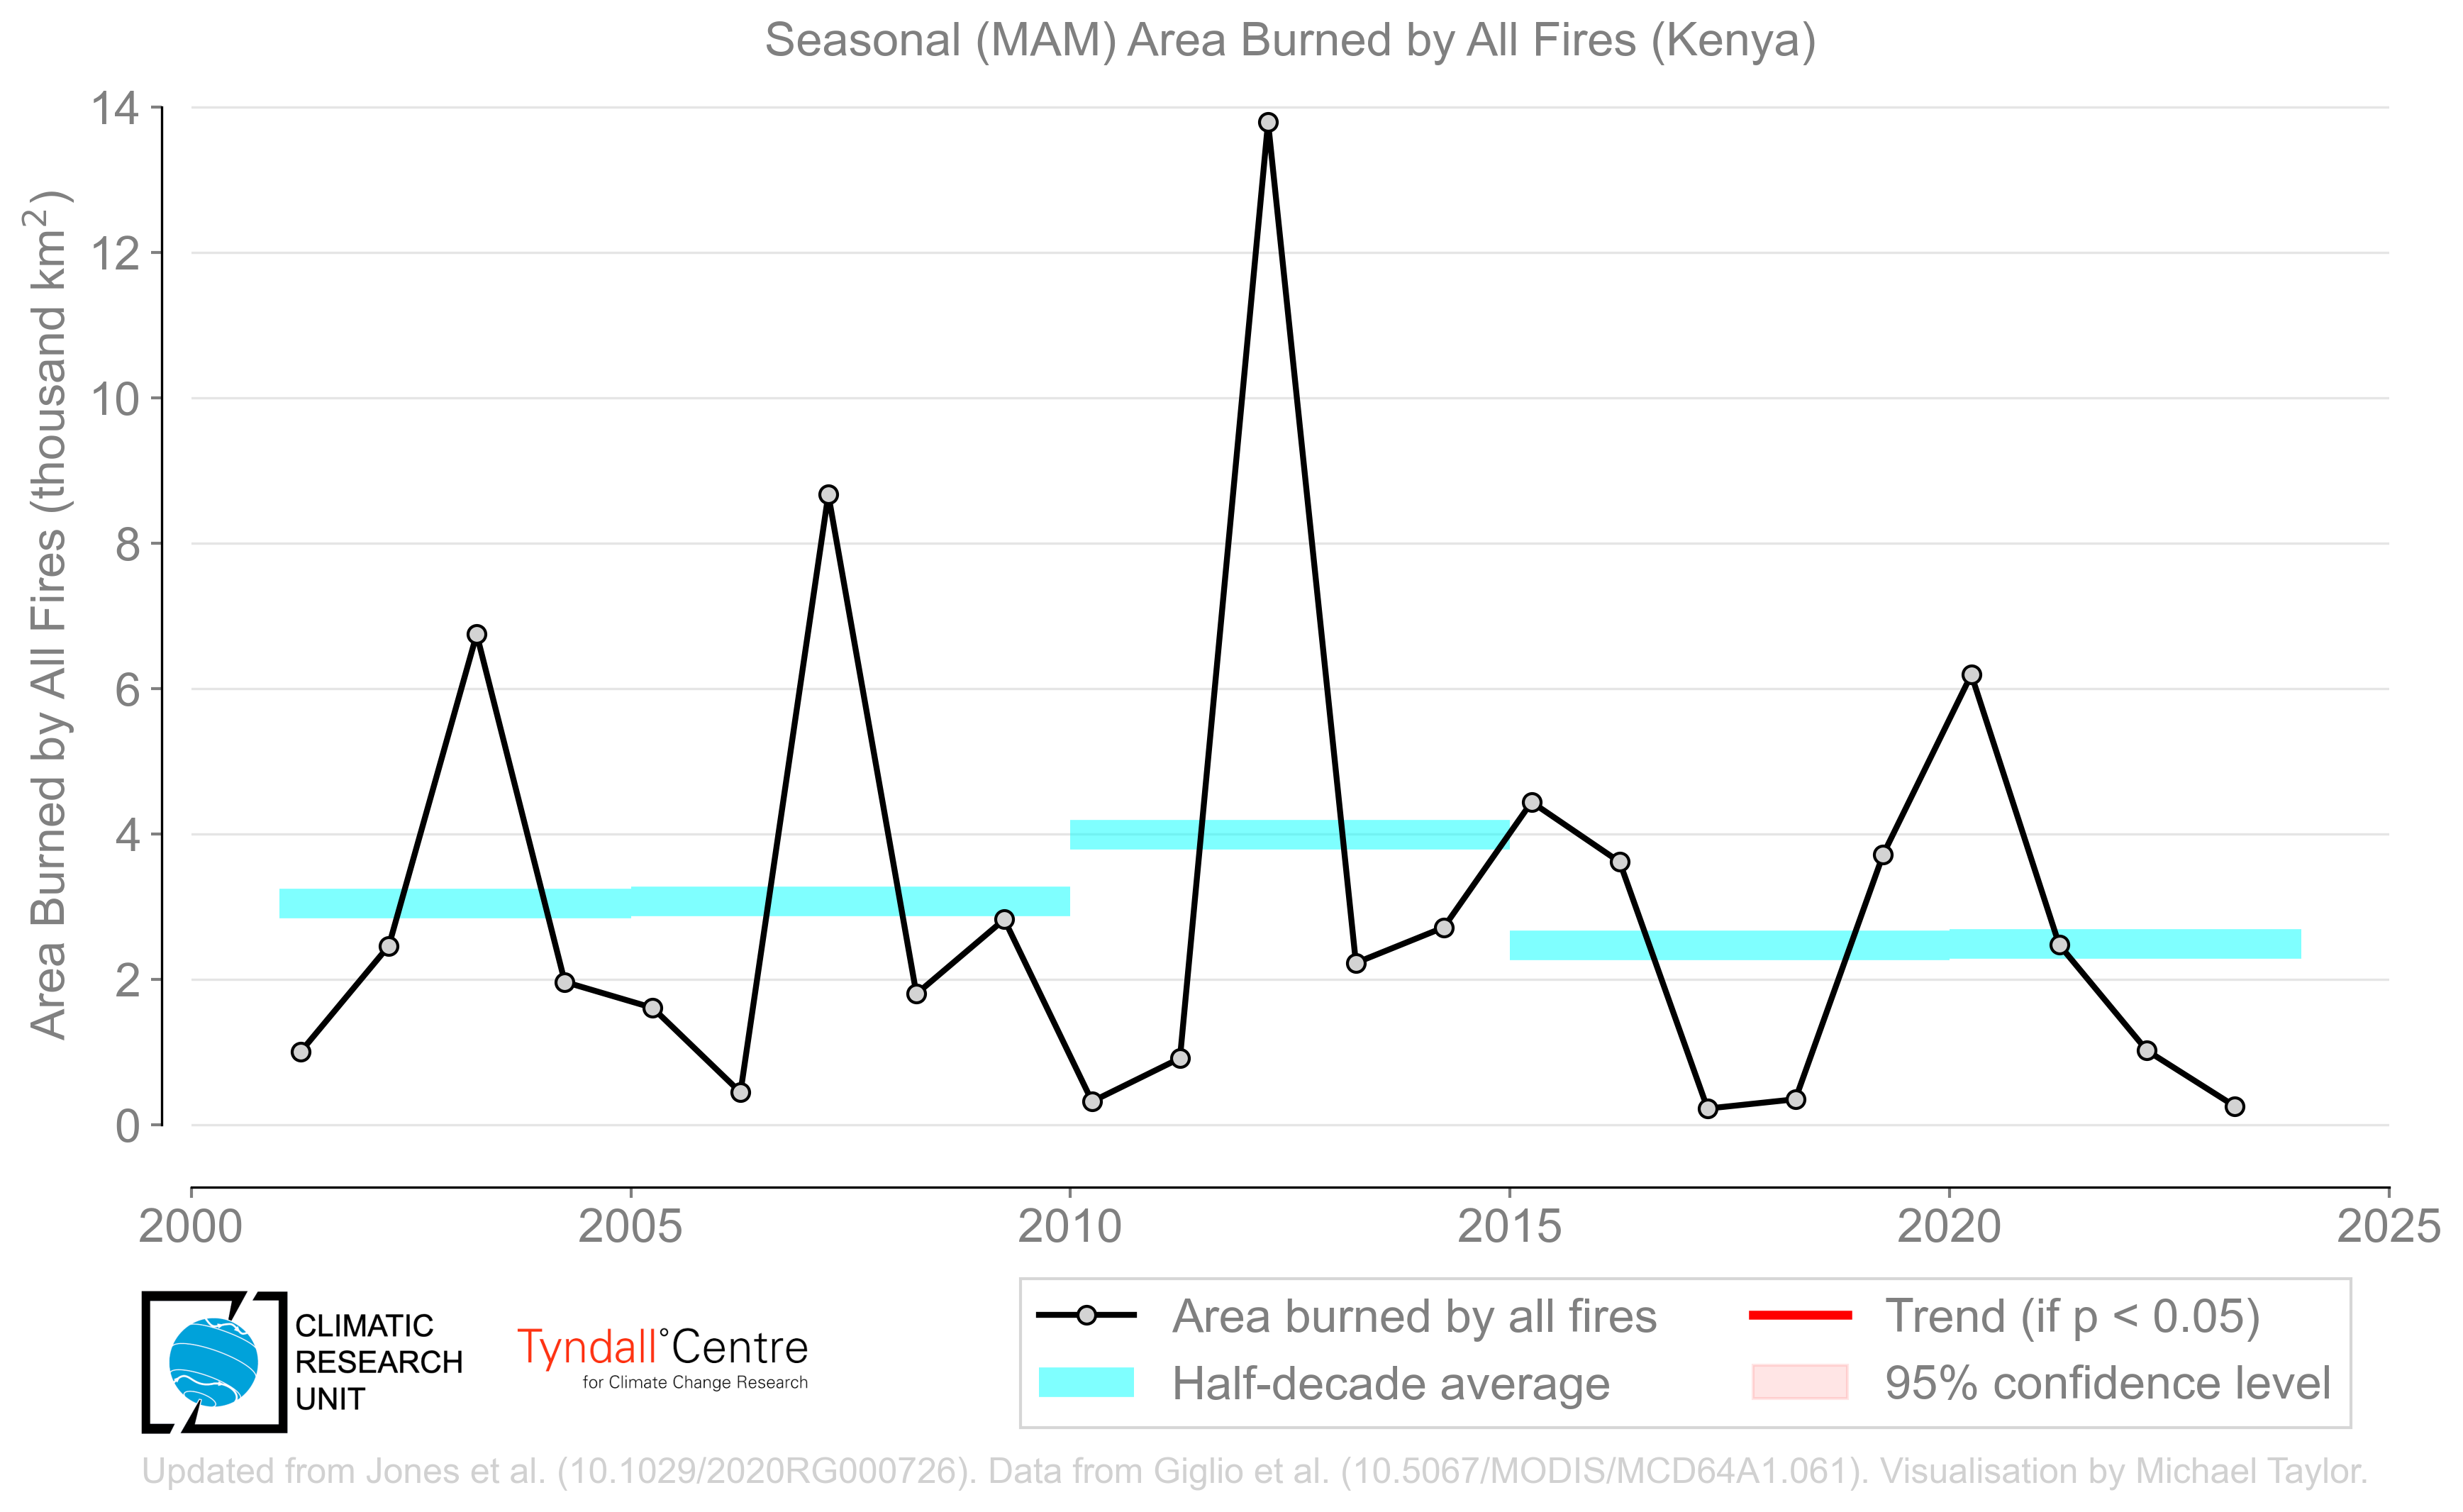 Seasonal (MAM) Area Burned by All Fires (Kenya)
Area Burned by All Fires (thousand km²)
14
12
10
8
6
4
2
0
2000 2005 2010 2015 2020 2025
CLIMATIC
RESEARCH
UNIT
Tyndall°Centre
for Climate Change Research
Area burned by all fires
Half-decade average
Trend (if p < 0.05)
95% confidence level
Updated from Jones et al. (10.1029/2020RG000726). Data from Giglio et al. (10.5067/MODIS/MCD64A1.061). Visualisation by Michael Taylor.